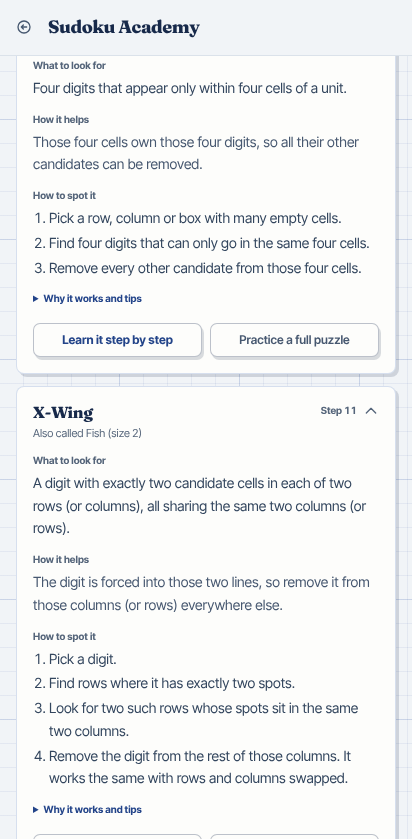 Sudoku Academy
What to look for
Four digits that appear only within four cells of a unit.
How it helps
Those four cells own those four digits, so all their other
candidates can be removed.
How to spot it
1. Pick a row, column or box with many empty cells.
2. Find four digits that can only go in the same four cells.
3. Remove every other candidate from those four cells.
Why it works and tips
Learn it step by step
Practice a full puzzle
X-Wing
Step 11
Also called Fish (size 2)
What to look for
A digit with exactly two candidate cells in each of two
rows (or columns), all sharing the same two columns (or
rows).
How it helps
The digit is forced into those two lines, so remove it from
those columns (or rows) everywhere else.
How to spot it
1. Pick a digit.
2. Find rows where it has exactly two spots.
3. Look for two such rows whose spots sit in the same
two columns.
4. Remove the digit from the rest of those columns. It
works the same with rows and columns swapped.
Why it works and tips